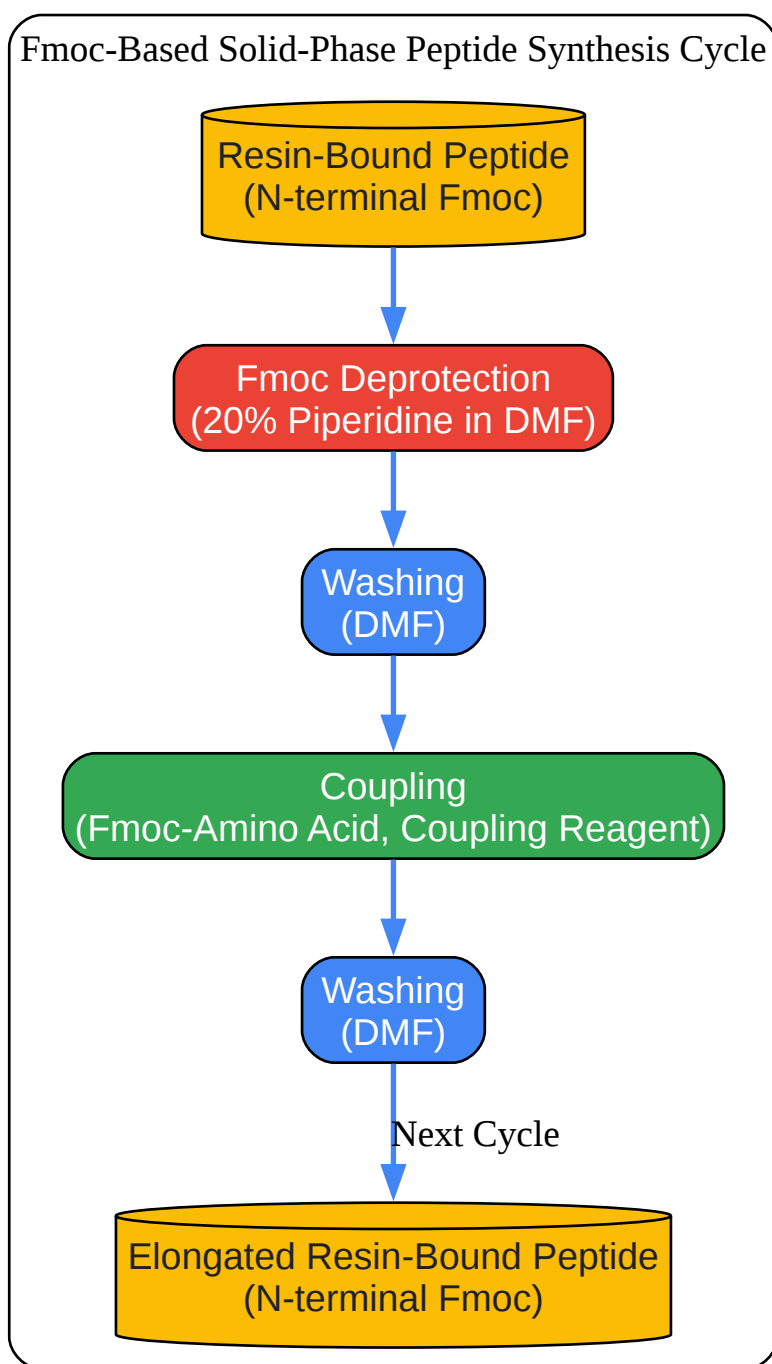 Fmoc-Based Solid-Phase Peptide Synthesis Cycle
Resin-Bound Peptide
(N-terminal Fmoc)
Fmoc Deprotection
(20% Piperidine in DMF)
Washing
(DMF)
Coupling
(Fmoc-Amino Acid, Coupling Reagent)
Washing
(DMF)
Next Cycle
Elongated Resin-Bound Peptide
(N-terminal Fmoc)